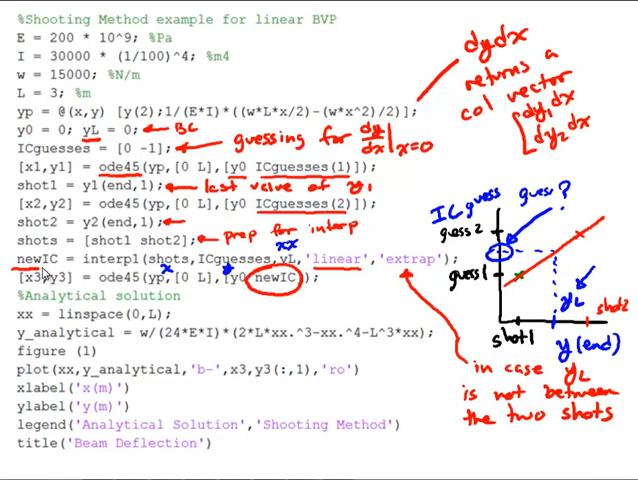 %Shooting Method example for linear BVP
E = 200 * 10^9; %Pa
I = 30000 * (1/100)^4; %m4
w = 15000; %N/m
L = 3; %m
yp = @(x,y) [y(2);1/(E*I)*((w*L*x/2)-(w*x^2)/2)];
y0 = 0; yL = 0; BC
ICguesses = [0 -1]; guessing for dy/dx | x=0
[x1,y1] = ode45(yp,[0 L],[y0 ICguesses(1)]);
shot1 = y1(end,1); last value of y1
[x2,y2] = ode45(yp,[0 L],[y0 ICguesses(2)]);
shot2 = y2(end,1);
shots = [shot1 shot2]; prep for interp
xx
newIC = interp1(shots,ICguesses,yL,'linear','extrap');
x
[x3,y3] = ode45(yp,[0 L],[y0 newIC]);
%Analytical solution
xx = linspace(0,L);
y_analytical = w/(24*E*I)*(2*L*xx.^3-xx.^4-L^3*xx);
figure (1)
plot(xx,y_analytical,'b-',x3,y3(:,1),'ro')
xlabel('x(m)')
ylabel('y(m)')
legend('Analytical Solution','Shooting Method')
title('Beam Deflection')
dydx
returns a
col vector
[dy1dx
dy2dx
IC guess
guess?
guess 2
guess1
yL
shot1
shot2
y(end)
in case yL
is not between
the two shots